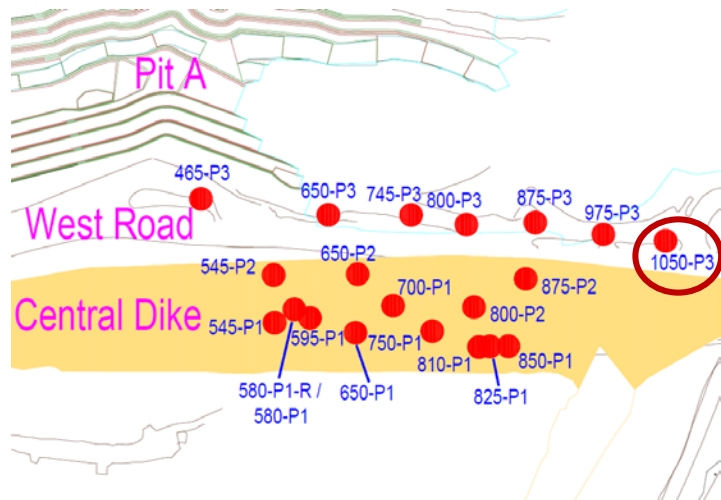 Pit A
465-P3
650-P3
745-P3
800-P3
875-P3
975-P3
1050-P3
West Road
545-P2
650-P2
700-P1
875-P2
Central Dike
545-P1
595-P1
750-P1
800-P2
810-P1
850-P1
580-P1-R /
580-P1
650-P1
825-P1